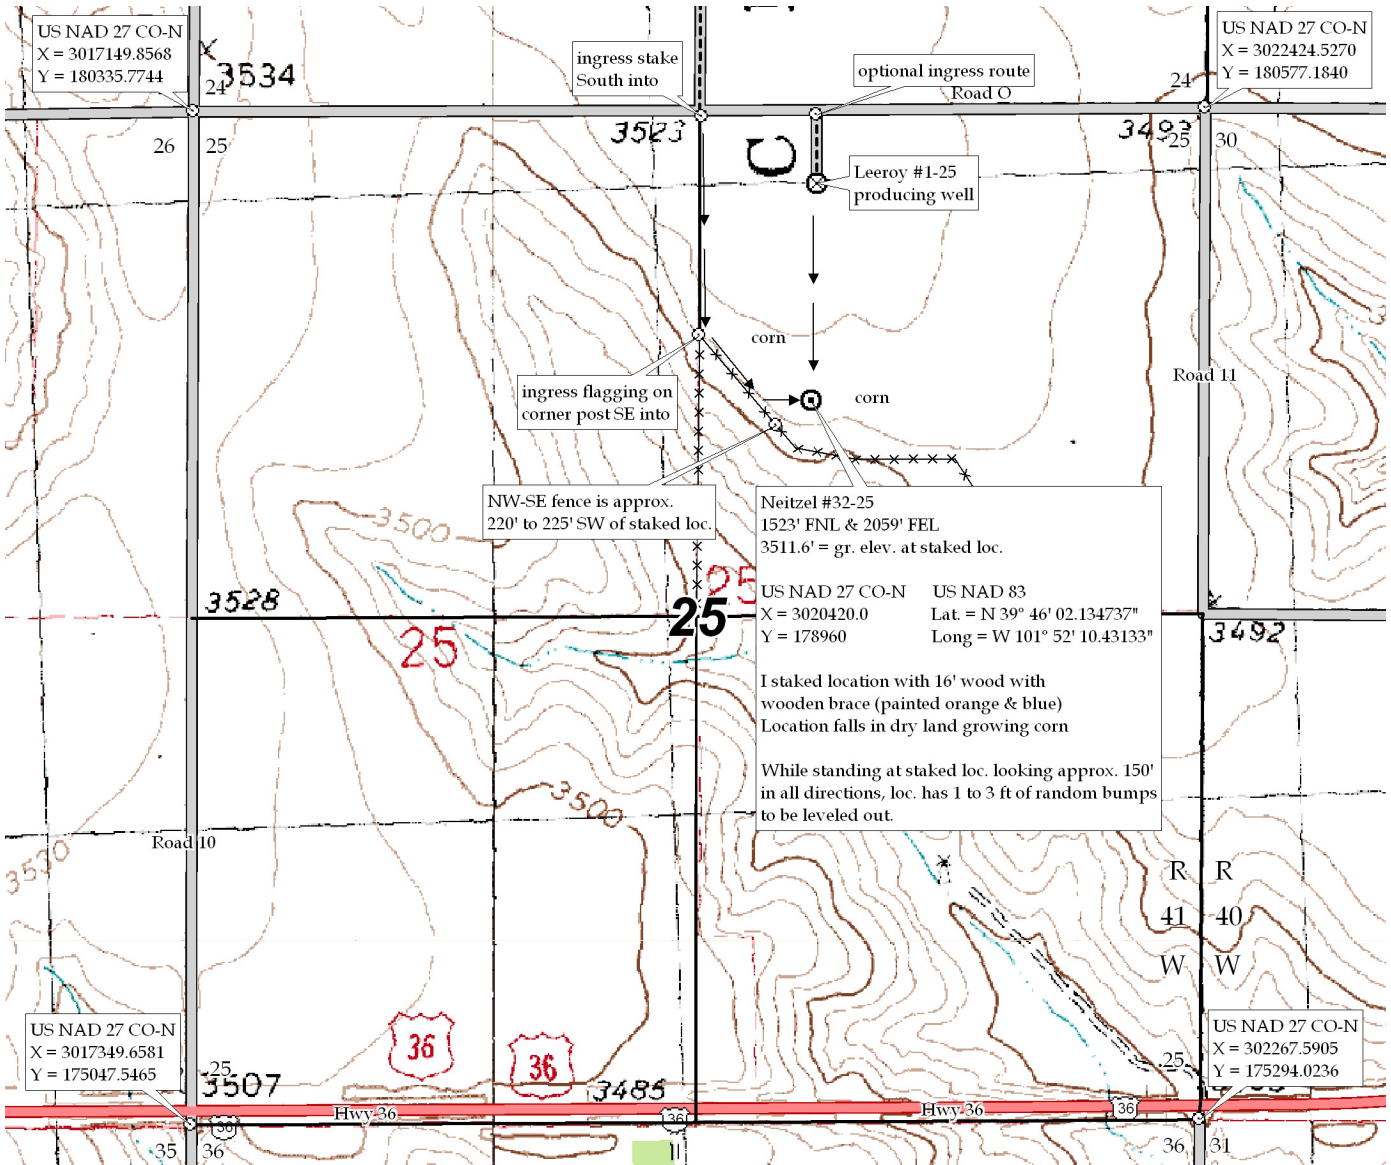 US NAD 27 CO-N
X = 3017149.8568
Y = 180335.7744
3534
24
26
25
ingress stake
South into
3523
optional ingress route
Road O
C
US NAD 27 CO-N
X = 3022424.5270
Y = 180577.1840
24
3493
25
30
Leeroy #1-25
producing well
corn
corn
Road 11
ingress flagging on
corner post SE into
NW-SE fence is approx.
220' to 225' SW of staked loc.
3500
Neitzel #32-25
1523' FNL & 2059' FEL
3511.6' = gr. elev. at staked loc.
US NAD 27 CO-N US NAD 83
X = 3020420.0 Lat. = N 39° 46' 02.134737"
Y = 178960 Long = W 101° 52' 10.43133"
I staked location with 16' wood with
wooden brace (painted orange & blue)
Location falls in dry land growing corn
While standing at staked loc. looking approx. 150'
in all directions, loc. has 1 to 3 ft of random bumps
to be leveled out.
3528
25
25
25
3492
3500
Road 10
3530
R R
41 40
W W
US NAD 27 CO-N
X = 3017349.6581
Y = 175047.5465
25
3507
36
36
3485
US NAD 27 CO-N
X = 302267.5905
Y = 175294.0236
25
Hwy 36
Hwy 36
36
36
36
35
36
36
31